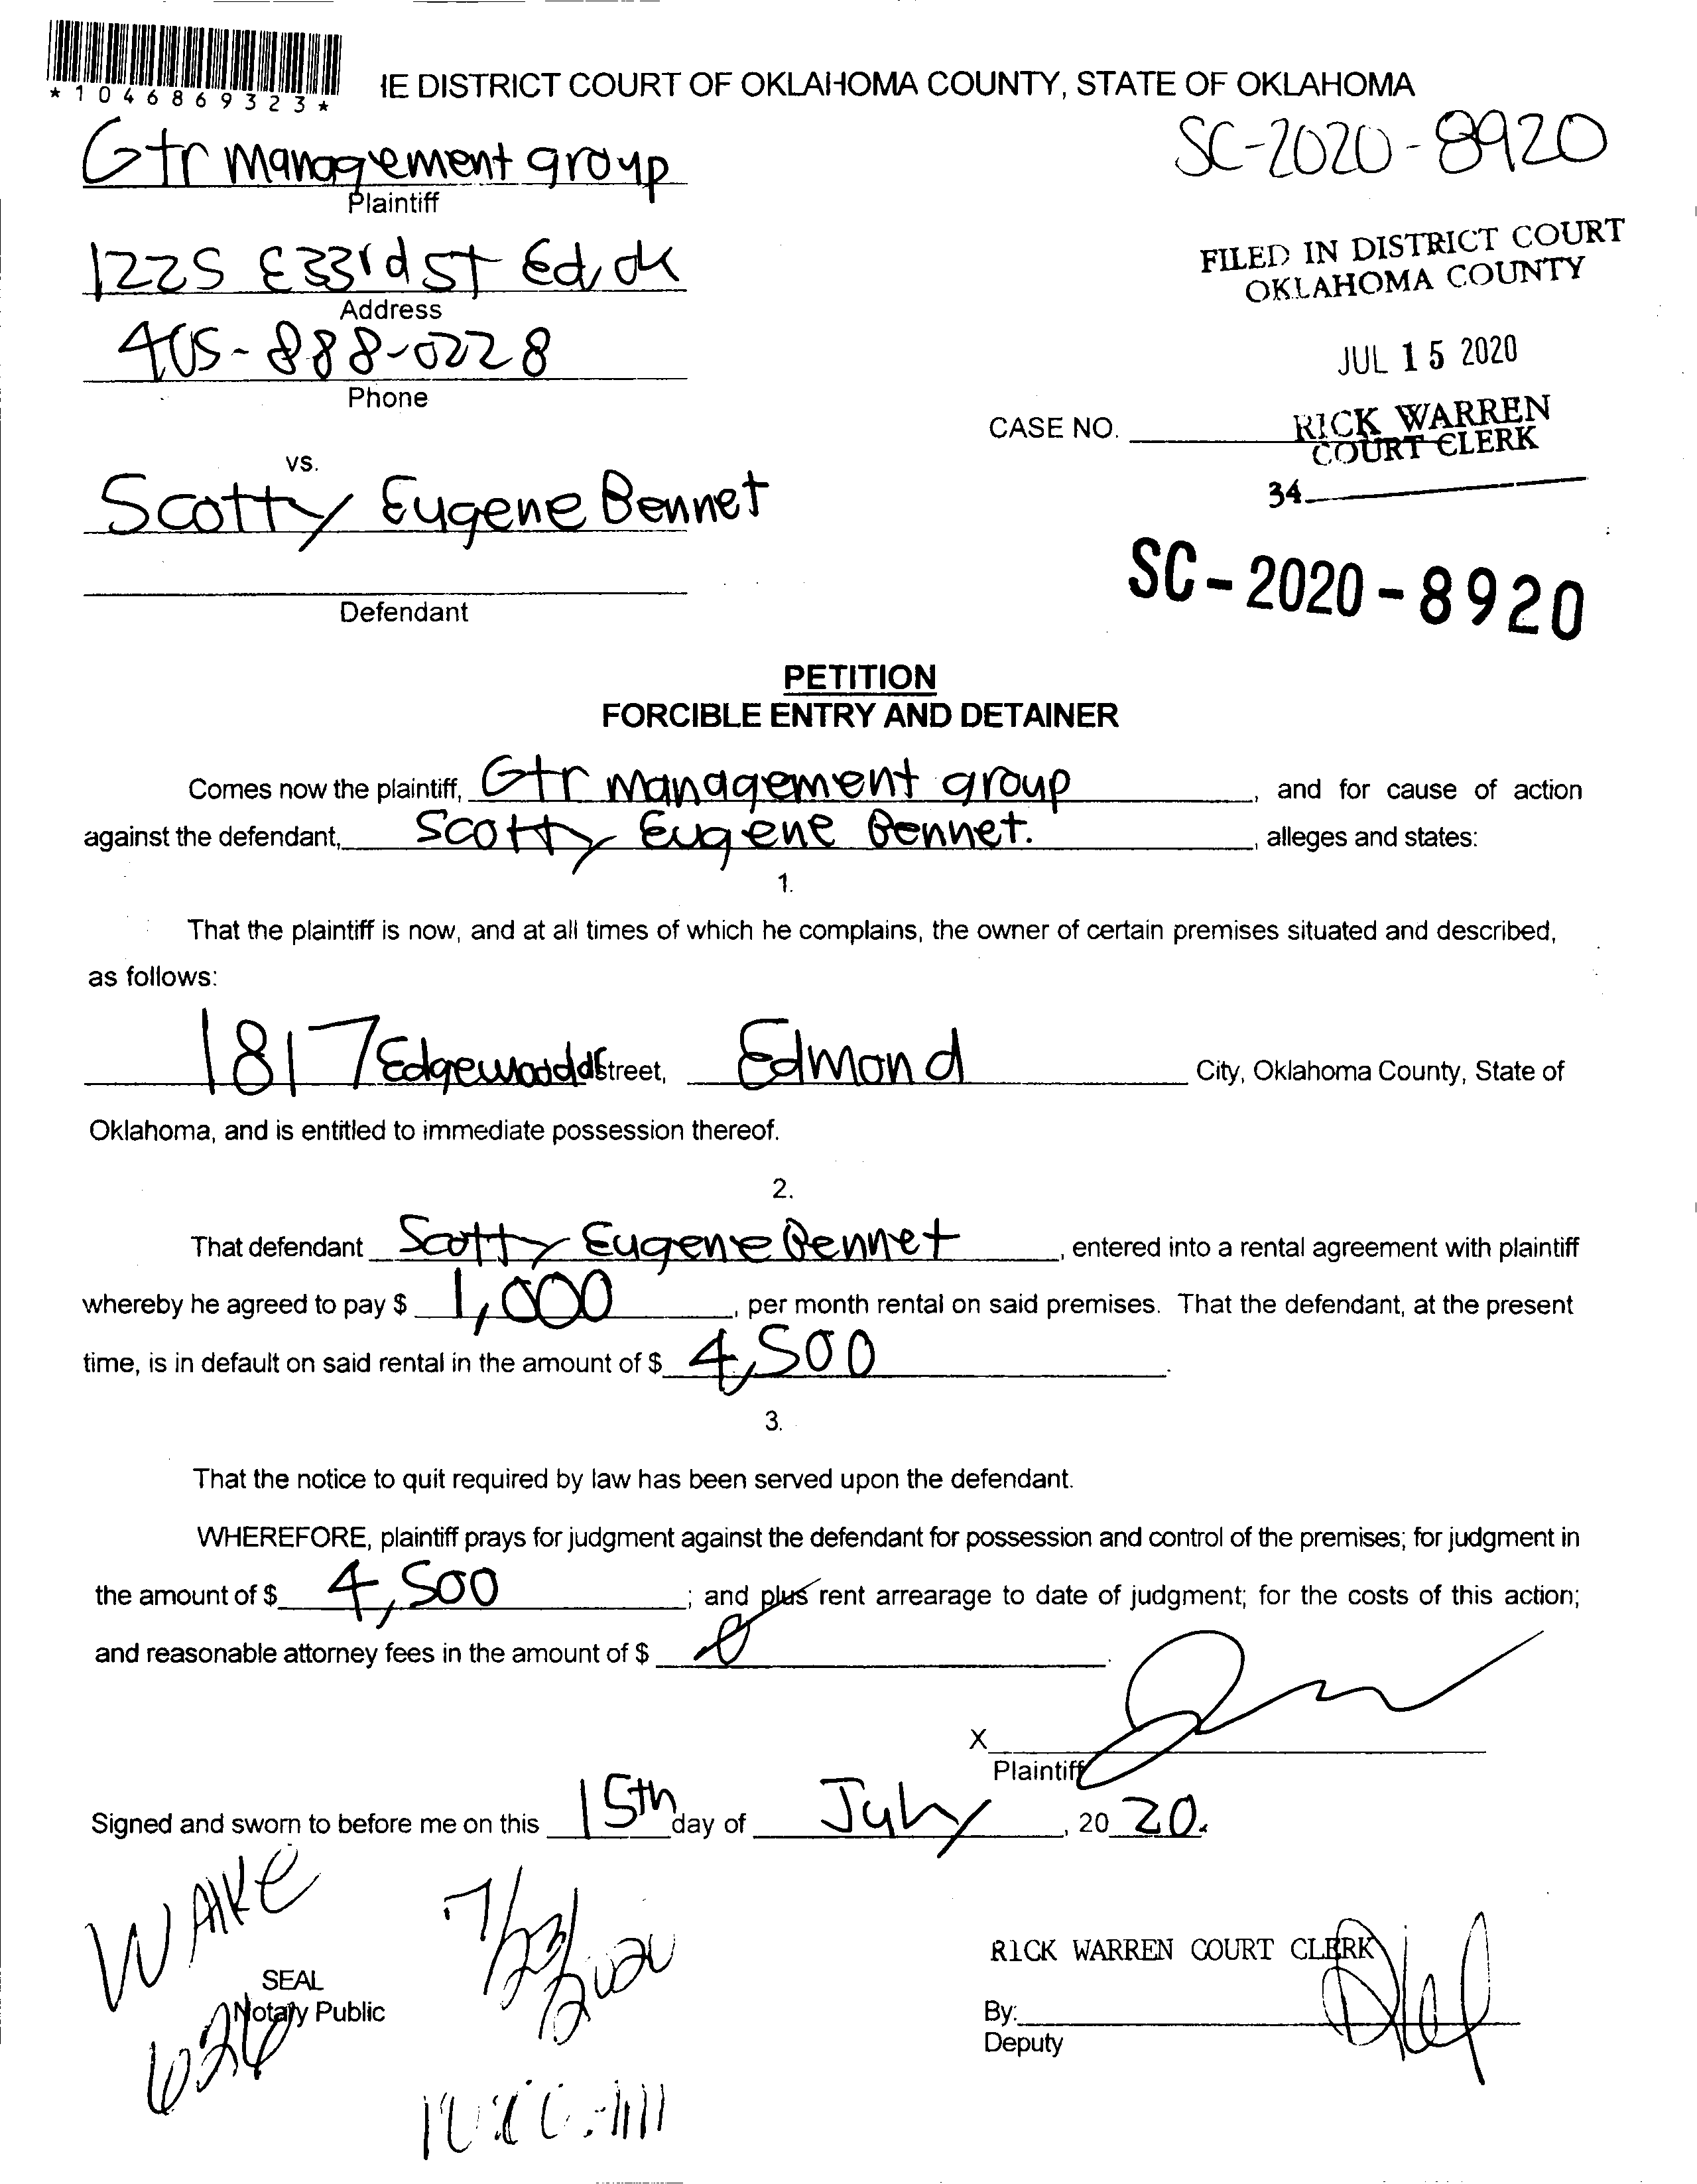 *1046869323*
IE DISTRICT COURT OF OKLAHOMA COUNTY, STATE OF OKLAHOMA
SC-2020-8920
Gtr management group
Plaintiff
1225 E 33rd St Ed, OK
Address
405-888-0228
Phone
FILED IN DISTRICT COURT
OKLAHOMA COUNTY
JUL 15 2020
RICK WARREN
COURT CLERK
34
CASE NO.
vs.
Scotty Eugene Bennet
Defendant
SC-2020-8920
PETITION
FORCIBLE ENTRY AND DETAINER
Comes now the plaintiff, Gtr management group, and for cause of action
against the defendant, Scotty Eugene Bennet., alleges and states:
1.
That the plaintiff is now, and at all times of which he complains, the owner of certain premises situated and described,
as follows:
1817 Edgewood Street, Edmond City, Oklahoma County, State of
Oklahoma, and is entitled to immediate possession thereof.
2.
That defendant Scotty Eugene Bennet, entered into a rental agreement with plaintiff
whereby he agreed to pay $ 1,000, per month rental on said premises. That the defendant, at the present
time, is in default on said rental in the amount of $ 4,500.
3.
That the notice to quit required by law has been served upon the defendant.
WHEREFORE, plaintiff prays for judgment against the defendant for possession and control of the premises; for judgment in
the amount of $ 4,500; and plus rent arrearage to date of judgment; for the costs of this action;
and reasonable attorney fees in the amount of $ 0.
X
Plaintiff
Signed and sworn to before me on this 15th day of July, 2020.
WAIKE
7/23/2020
SEAL
Notary Public
626
RICK WARREN COURT CLERK
By:
Deputy